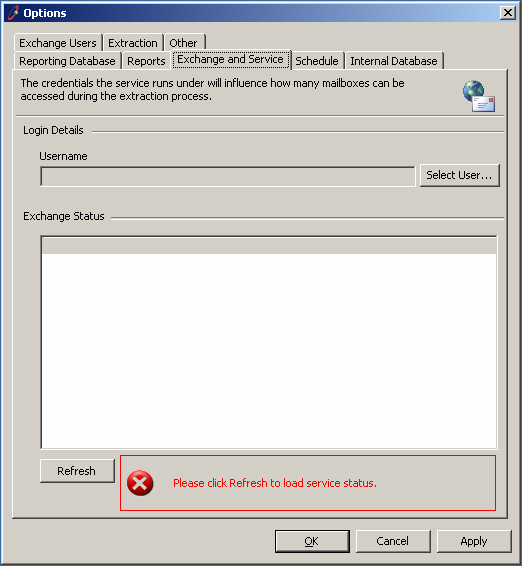 Options
Exchange Users Extraction Other
Reporting Database Reports Exchange and Service Schedule Internal Database
The credentials the service runs under will influence how many mailboxes can be
accessed during the extraction process.
Login Details
Username
Select User...
Exchange Status
Refresh
Please click Refresh to load service status.
OK Cancel Apply